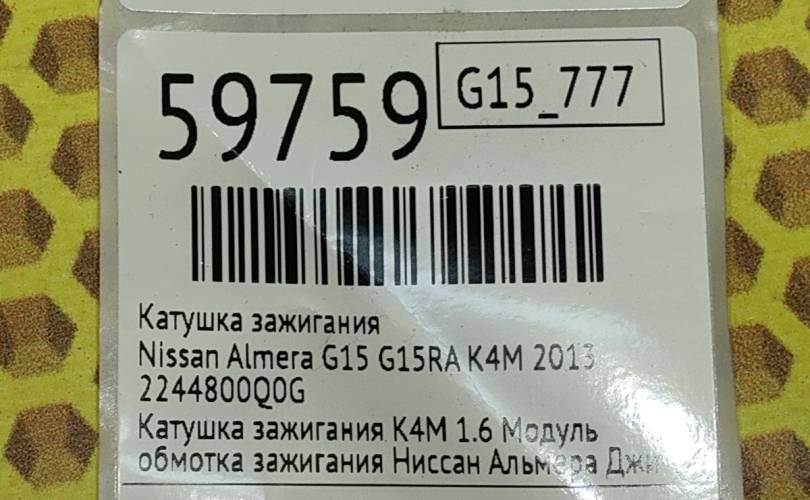 59759
G15_777
Катушка зажигания
Nissan Almera G15 G15RA K4M 2013
2244800Q0G
Катушка зажигания K4M 1.6 Модуль
обмотка зажигания Ниссан Альмера